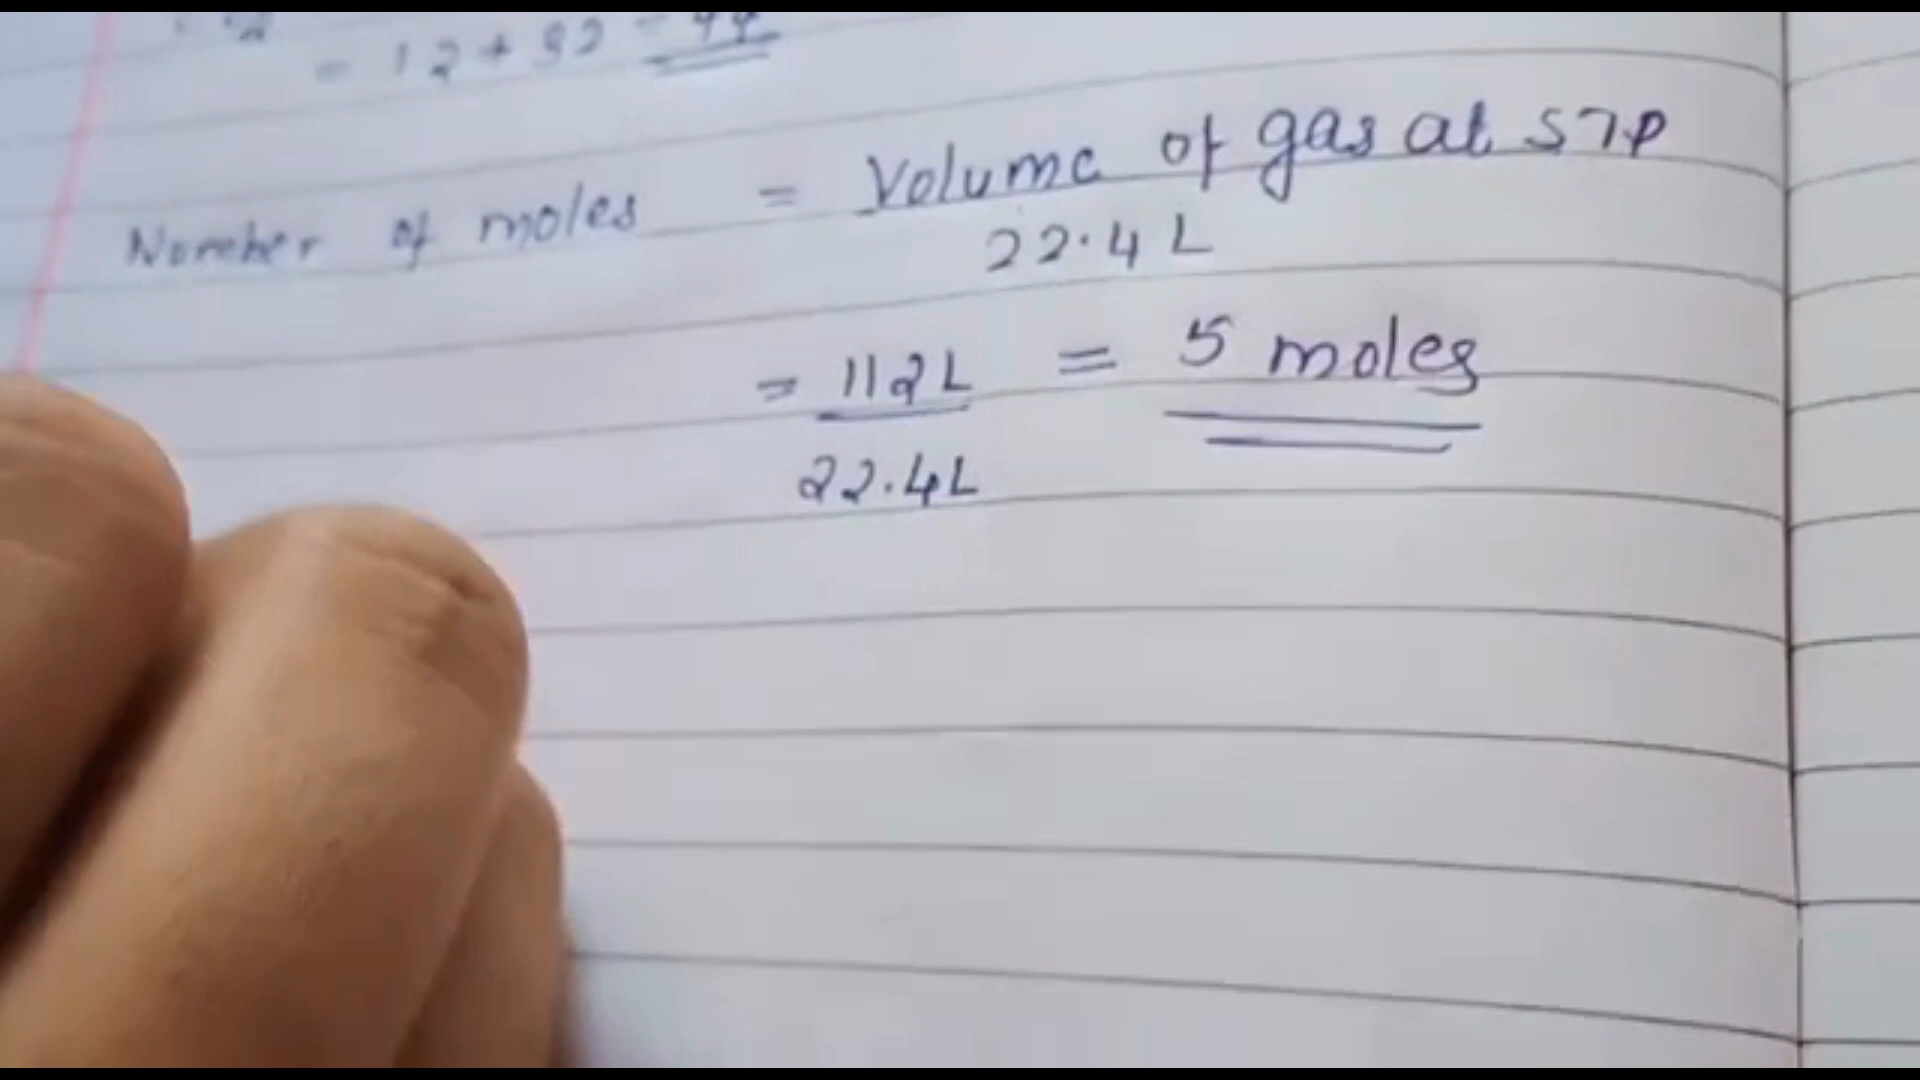 = 12 + 32 = 44
Number of moles = Volume of gas at STP
22.4 L
= 112L = 5 moles
22.4L